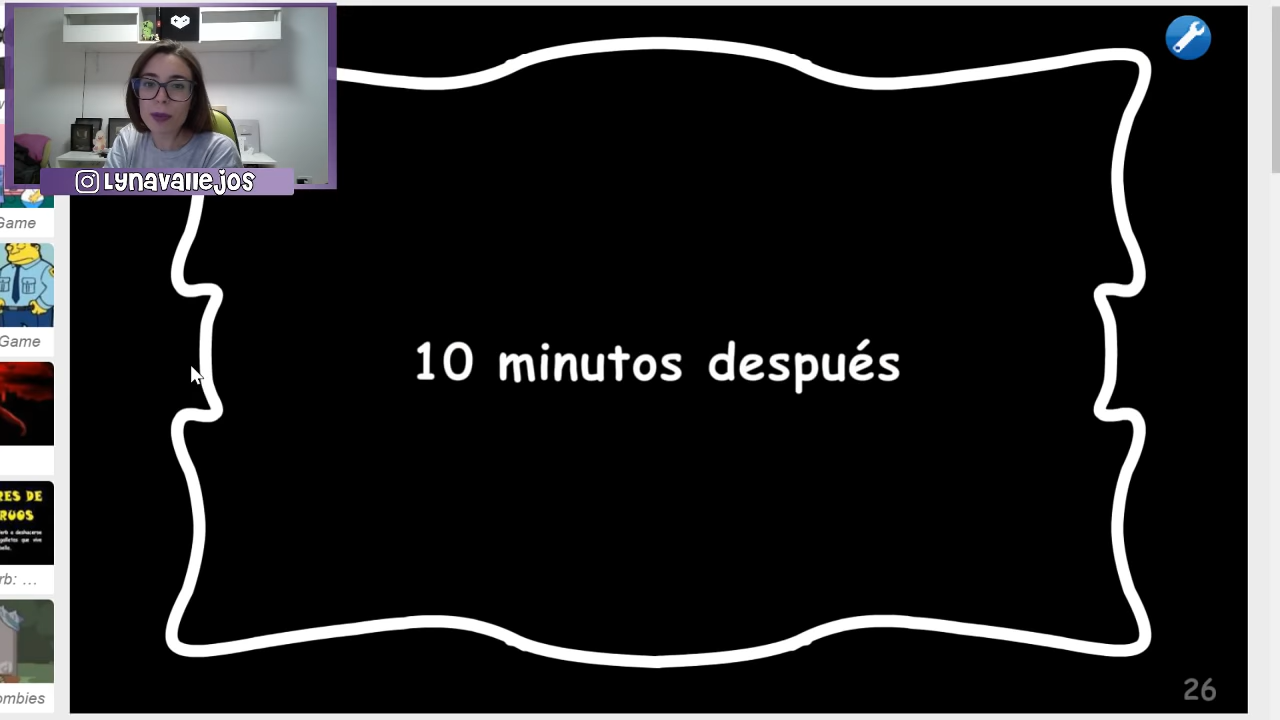 LYNAVALLEJOS
Game
Game
RES DE
RUOS
rb: ...
ombies
10 minutos después
26